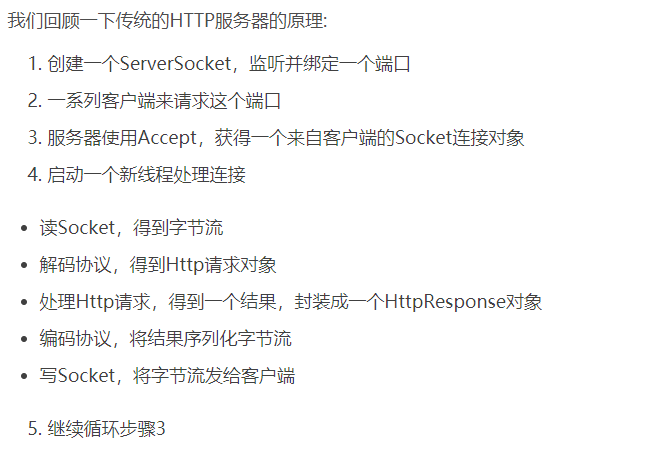 我们回顾一下传统的HTTP服务器的原理:
1. 创建一个ServerSocket，监听并绑定一个端口
2. 一系列客户端来请求这个端口
3. 服务器使用Accept，获得一个来自客户端的Socket连接对象
4. 启动一个新线程处理连接
• 读Socket，得到字节流
• 解码协议，得到Http请求对象
• 处理Http请求，得到一个结果，封装成一个HttpResponse对象
• 编码协议，将结果序列化字节流
• 写Socket，将字节流发给客户端
5. 继续循环步骤3